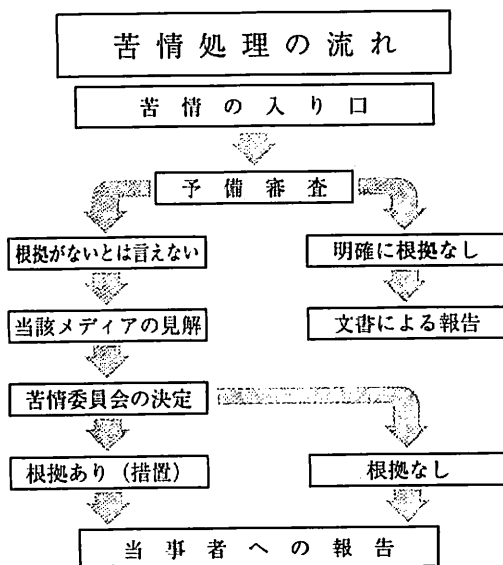 苦情処理の流れ
苦情の入り口
予備審査
根拠がないとは言えない
明確に根拠なし
当該メディアの見解
文書による報告
苦情委員会の決定
根拠あり（措置）
根拠なし
当事者への報告